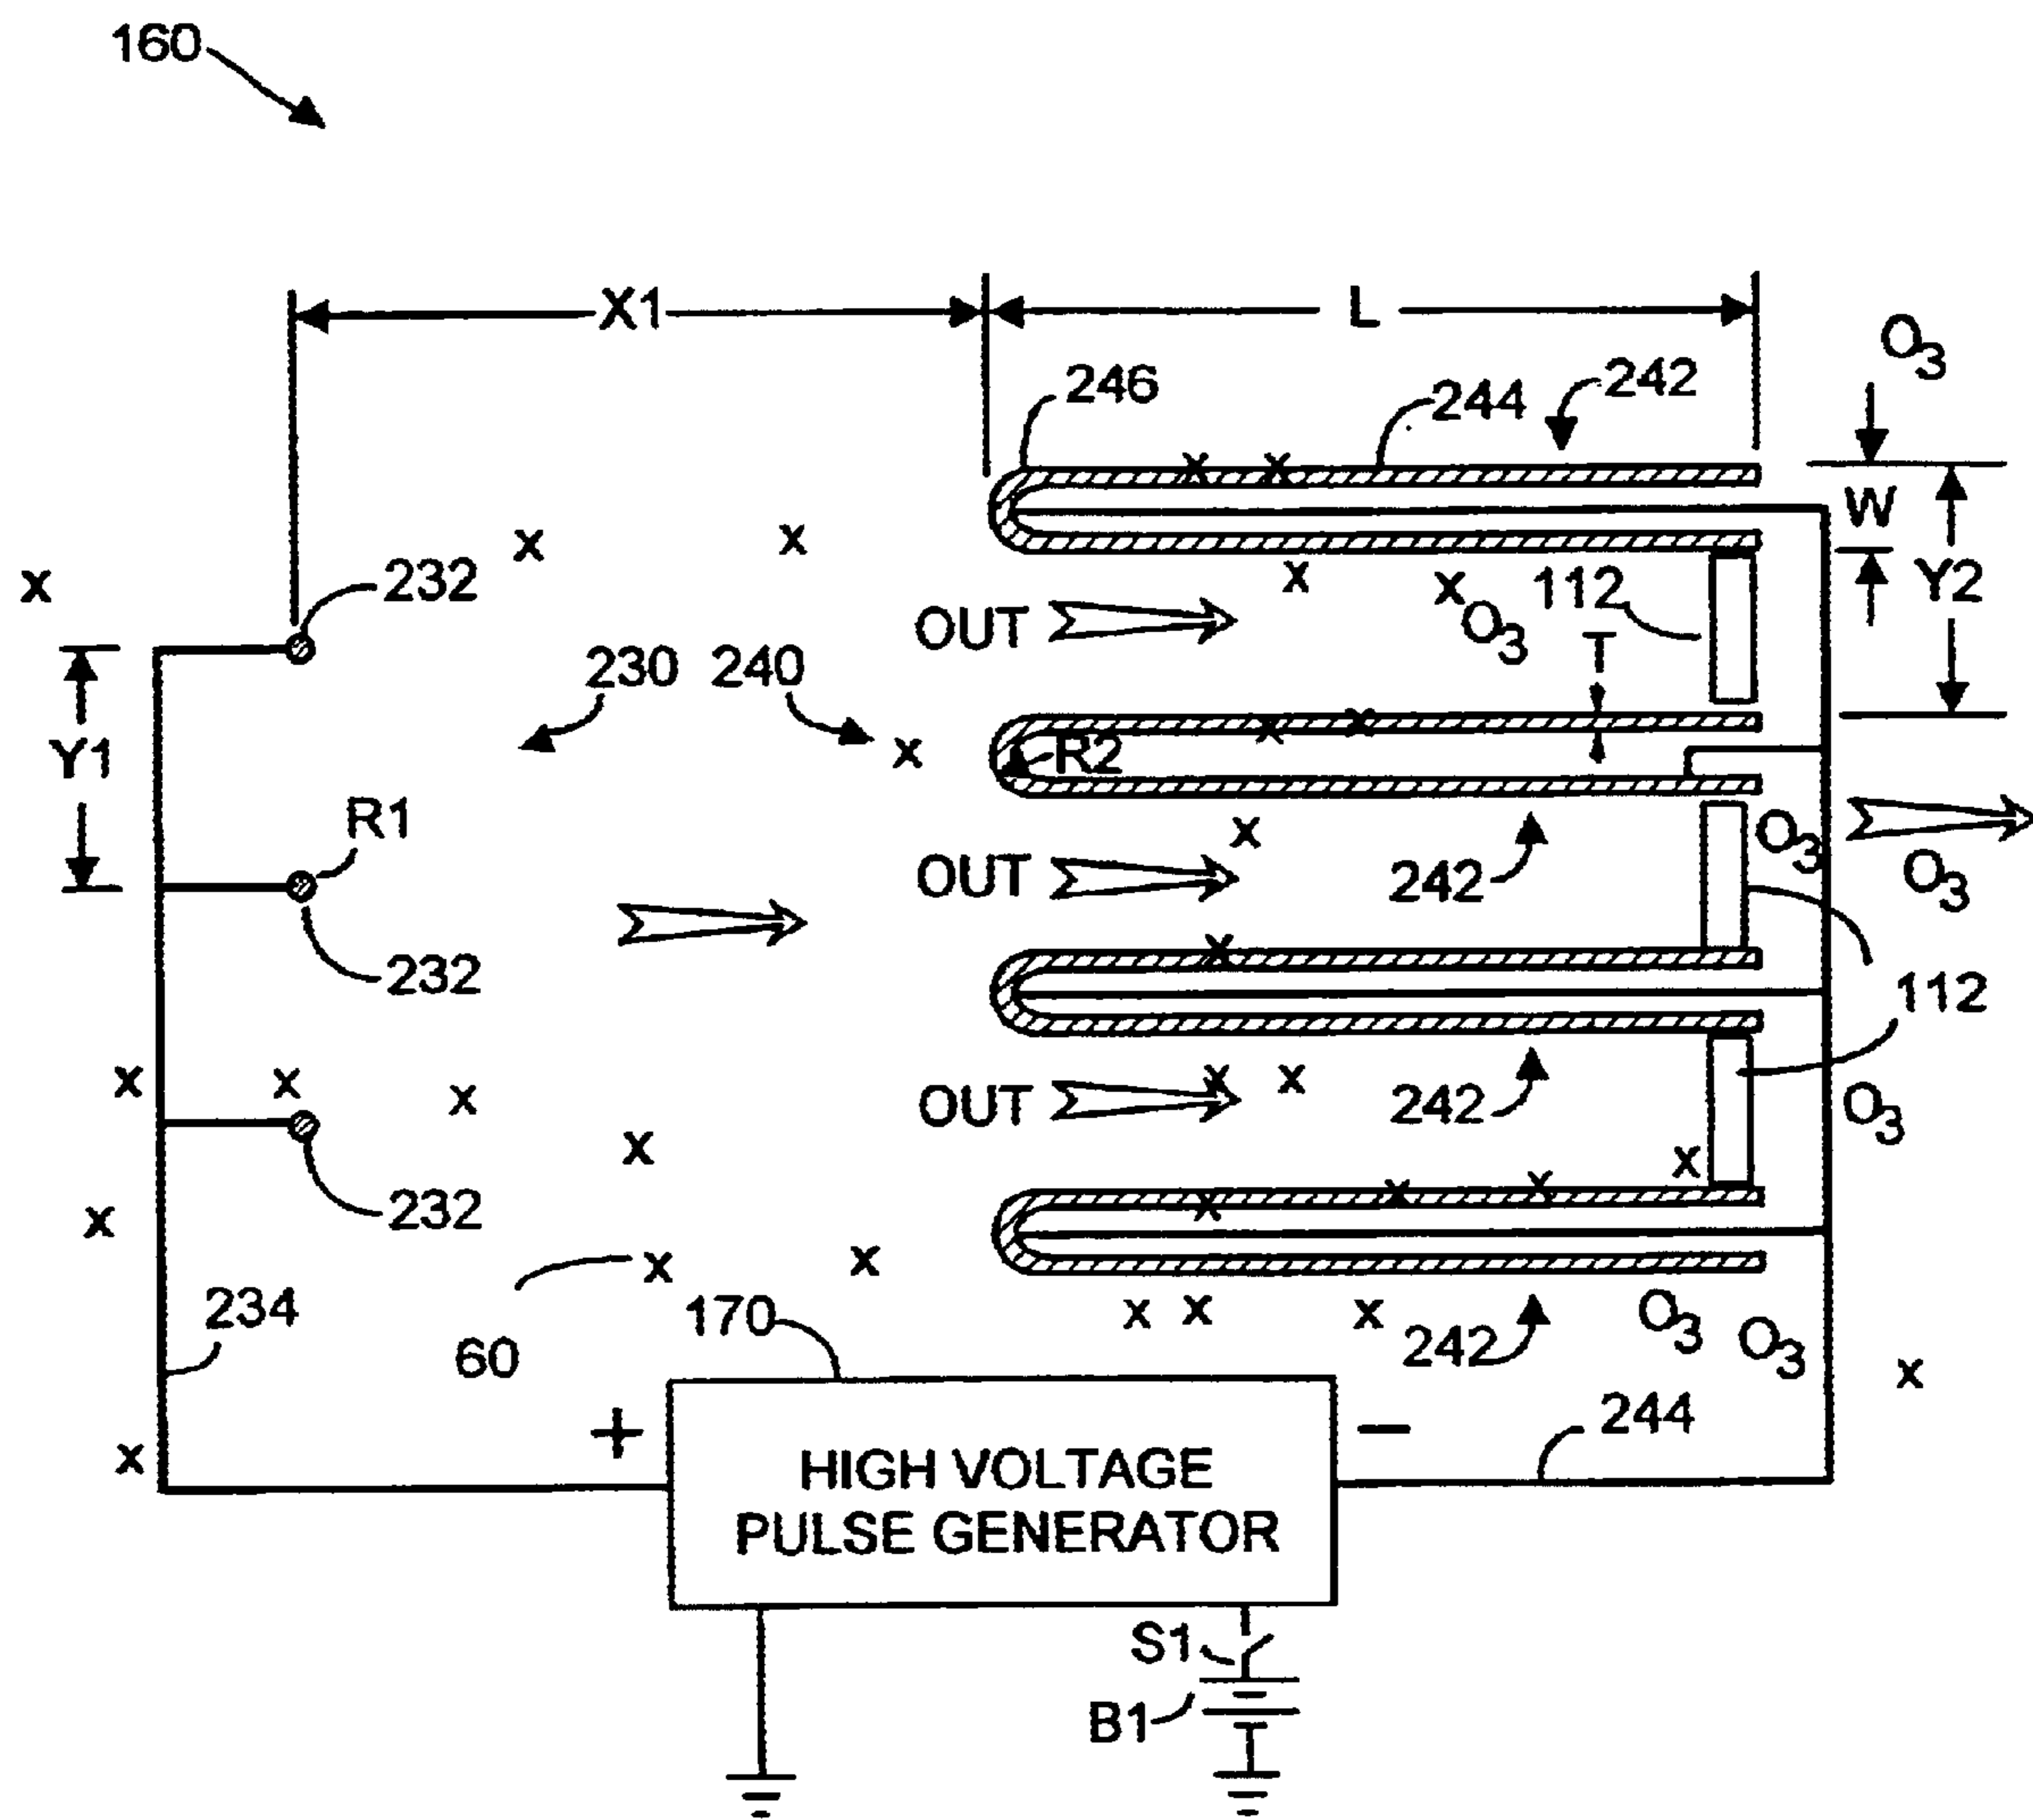 160
X1
L
O3
246
244
242
W
x
x
x
x
x
232
x
x
112
Y2
OUT
O3
T
230
240
x
x
x
R2
Y1
R1
x
O3
OUT
242
O3
232
x
112
x
x
x
x
x
OUT
242
O3
x
x
232
x
x
x
x
x
x
234
60
170
x
x
x
242
O3
O3
x
+
−
244
x
HIGH VOLTAGE
PULSE GENERATOR
S1
B1